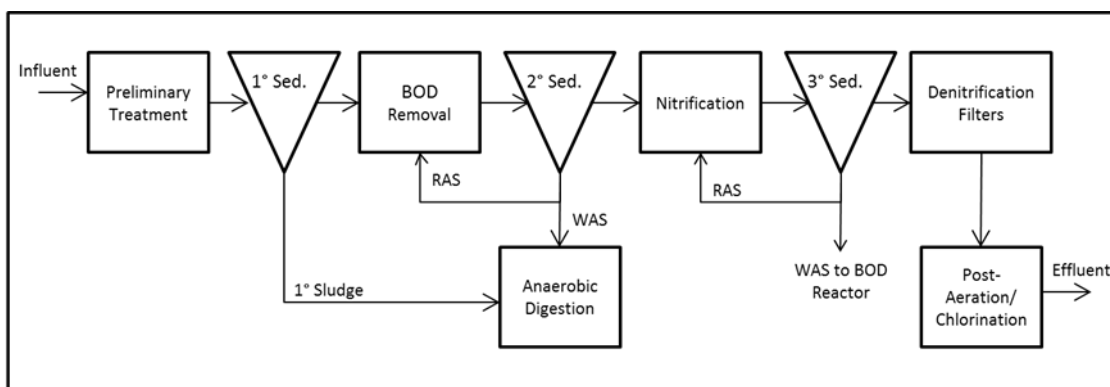 Influent
Preliminary
Treatment
1° Sed.
BOD
Removal
2° Sed.
Nitrification
3° Sed.
Denitrification
Filters
RAS
WAS
RAS
1° Sludge
Anaerobic
Digestion
WAS to BOD
Reactor
Post-
Aeration/
Chlorination
Effluent